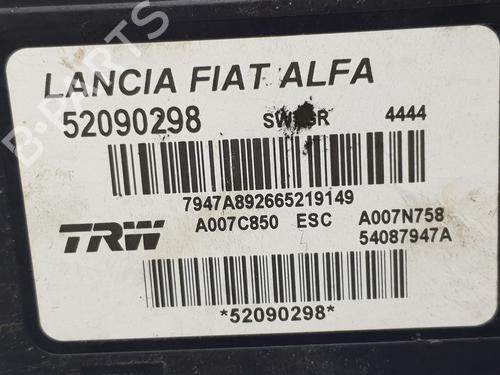 LANCIA FIAT ALFA
52090298 4444
7947A892665219149
A007C850 ESC A007N758
TRW 54087947A
*52090298*
B-PARTS